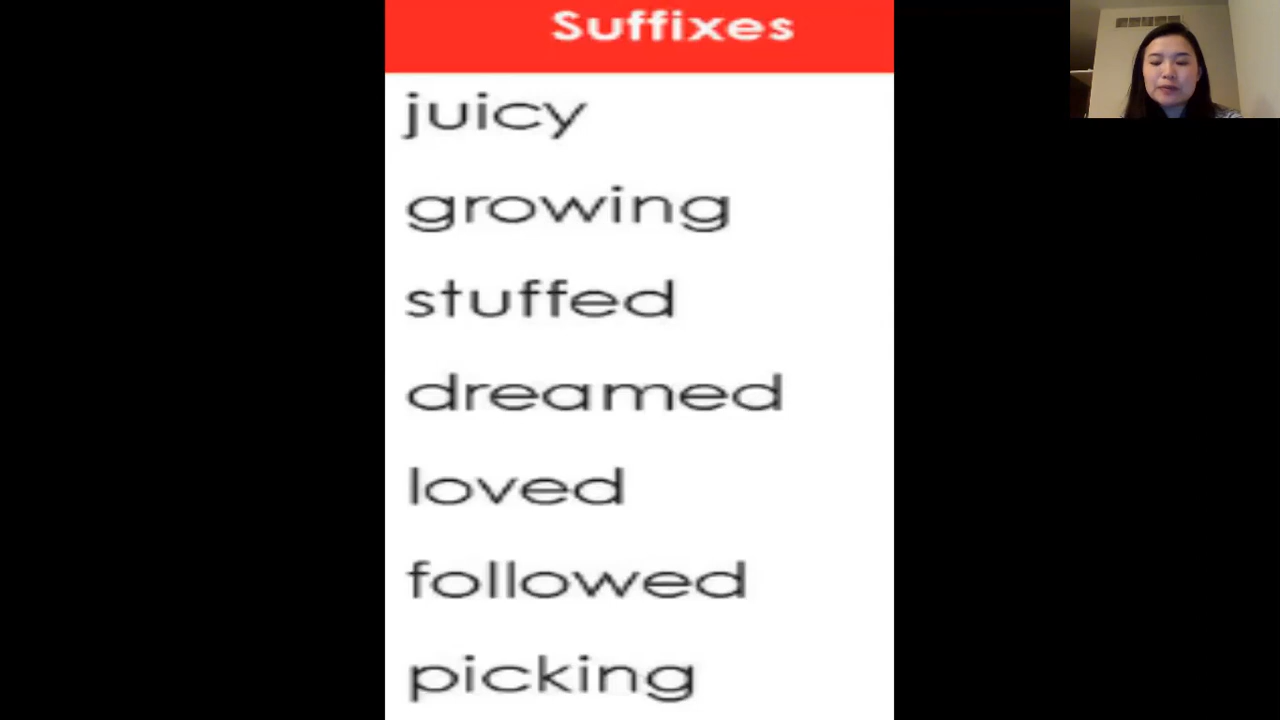 Suffixes
juicy
growing
stuffed
dreamed
loved
followed
picking